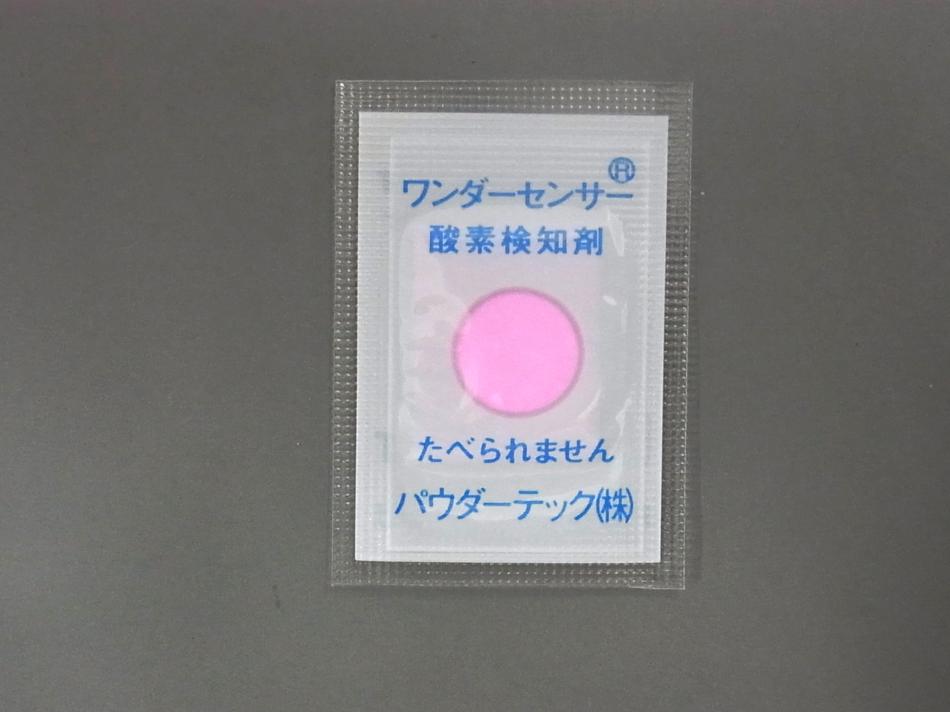 ワンダーセンサー®
酸素検知剤
たべられません
パウダーテック(株)